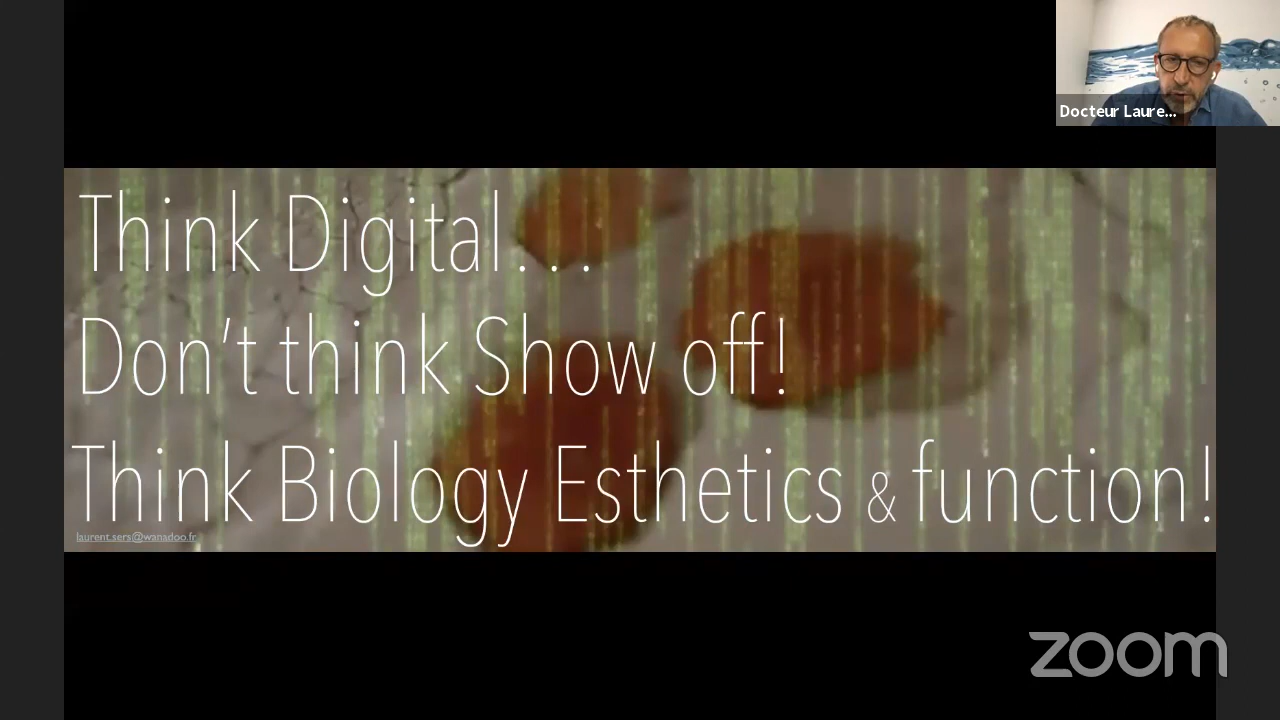 Docteur Laure...
Think Digital...
Don't think Show off!
Think Biology Esthetics & function!
laurent.sers@wanadoo.fr
zoom